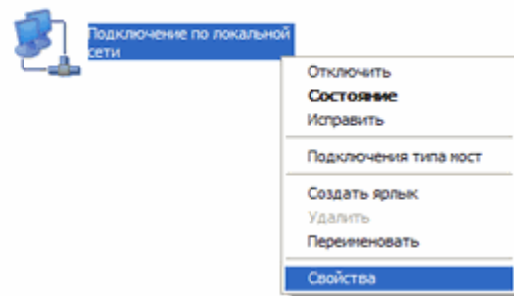 Подключение по локальной
сети
Отключить
Состояние
Исправить
Подключения типа мост
Создать ярлык
Удалить
Переименовать
Свойства